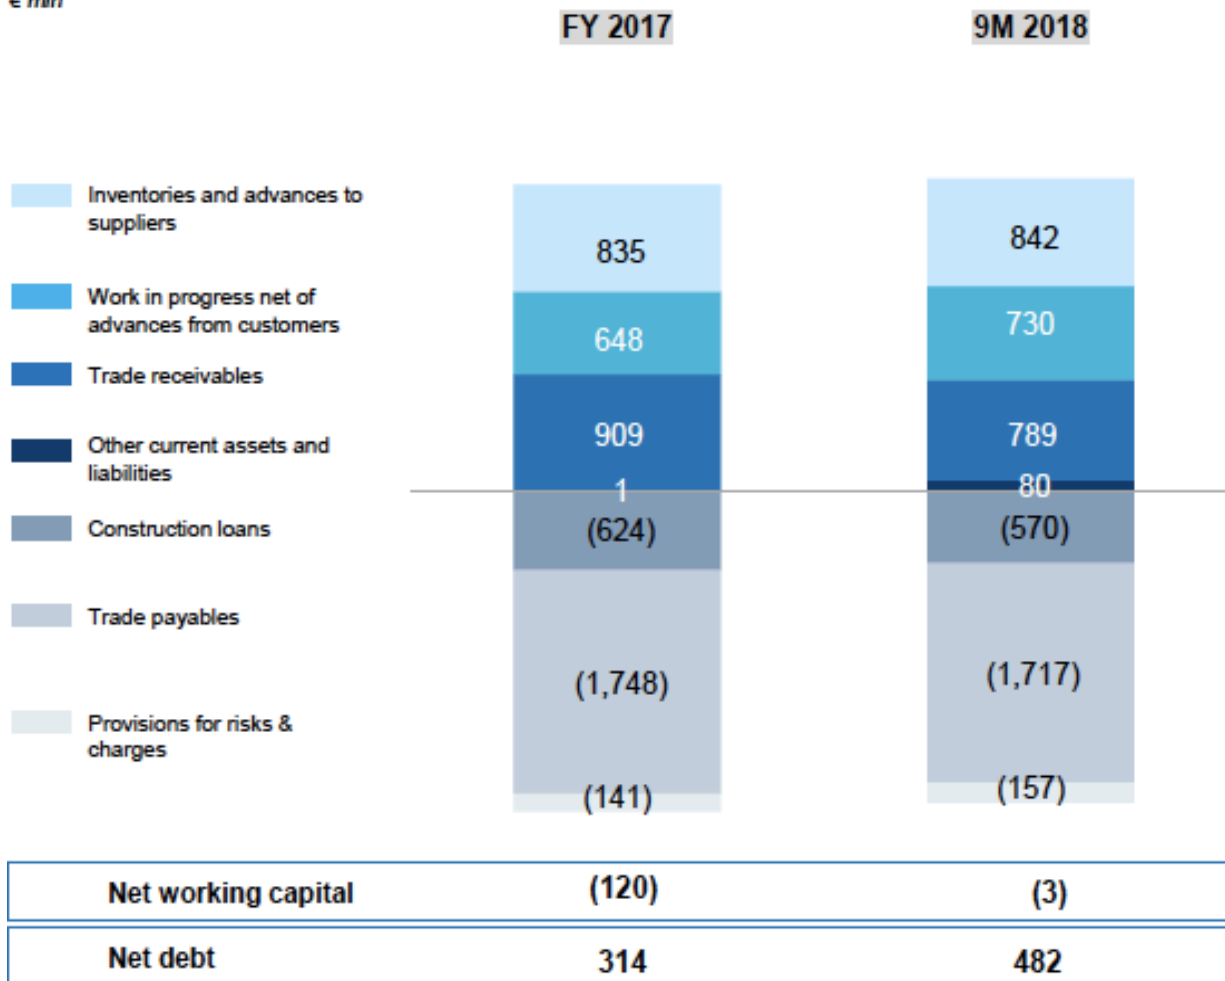 € mln
FY 2017 9M 2018
Inventories and advances to
suppliers
835 842
Work in progress net of
advances from customers
648 730
Trade receivables
909 789
Other current assets and
liabilities
1 80
Construction loans
(624) (570)
Trade payables
(1,748) (1,717)
Provisions for risks &
charges
(141) (157)
Net working capital (120) (3)
Net debt 314 482